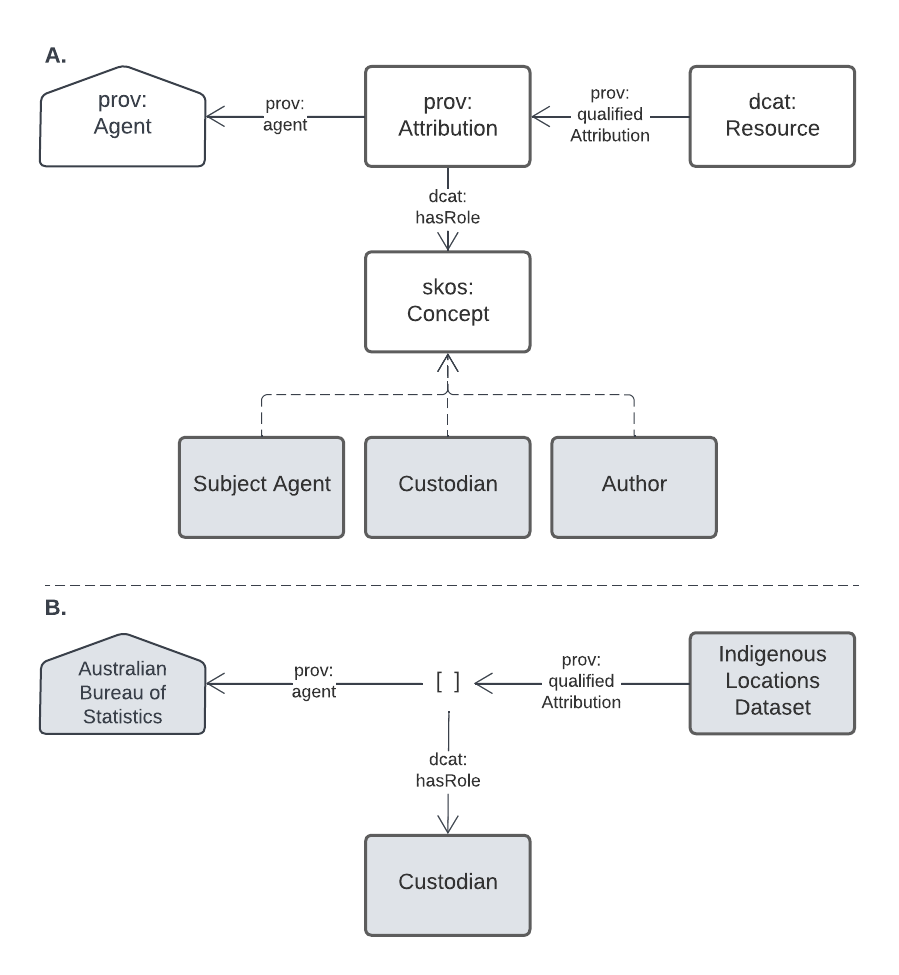 A.
prov:
Agent
prov:
agent
prov:
Attribution
prov:
qualified
Attribution
dcat:
Resource
dcat:
hasRole
skos:
Concept
Subject Agent
Custodian
Author
B.
Australian
Bureau of
Statistics
prov:
agent
[ ]
prov:
qualified
Attribution
Indigenous
Locations
Dataset
dcat:
hasRole
Custodian